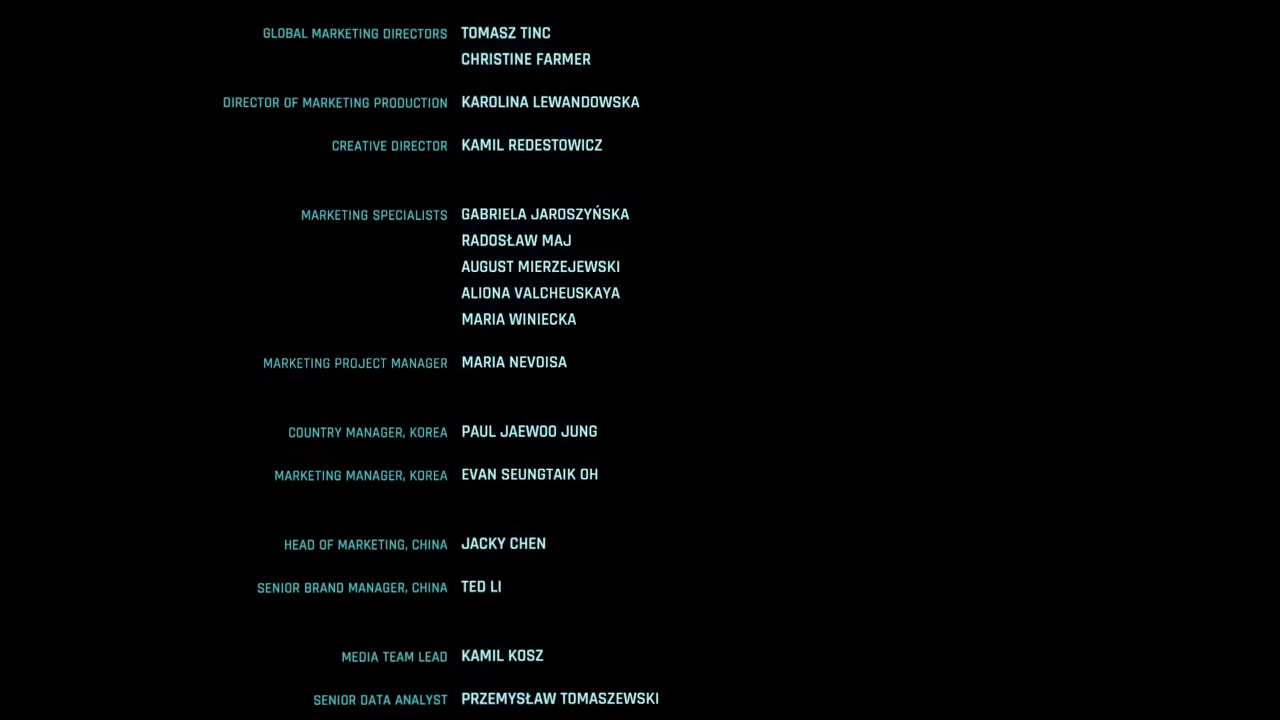 GLOBAL MARKETING DIRECTORS TOMASZ TINC
CHRISTINE FARMER
DIRECTOR OF MARKETING PRODUCTION KAROLINA LEWANDOWSKA
CREATIVE DIRECTOR KAMIL REDESTOWICZ
MARKETING SPECIALISTS GABRIELA JAROSZYŃSKA
RADOSŁAW MAJ
AUGUST MIERZEJEWSKI
ALIONA VALCHEUSKAYA
MARIA WINIECKA
MARKETING PROJECT MANAGER MARIA NEVOISA
COUNTRY MANAGER, KOREA PAUL JAEWOO JUNG
MARKETING MANAGER, KOREA EVAN SEUNGTAIK OH
HEAD OF MARKETING, CHINA JACKY CHEN
SENIOR BRAND MANAGER, CHINA TED LI
MEDIA TEAM LEAD KAMIL KOSZ
SENIOR DATA ANALYST PRZEMYSŁAW TOMASZEWSKI